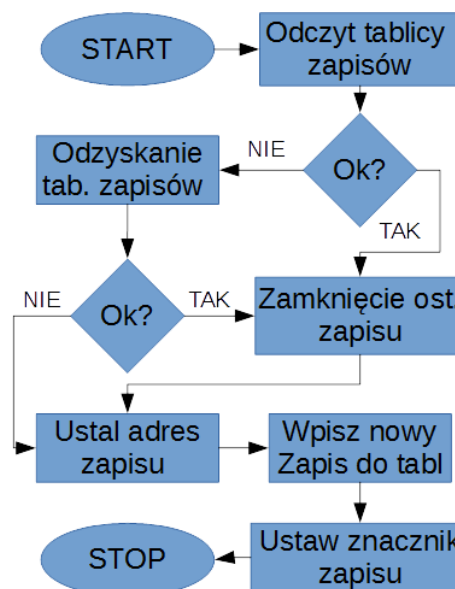 START
Odczyt tablicy
zapisów
Ok?
NIE
TAK
Odzyskanie
tab. zapisów
Ok?
NIE
TAK
Zamknięcie ost.
zapisu
Ustal adres
zapisu
Wpisz nowy
Zapis do tabl
Ustaw znacznik
zapisu
STOP